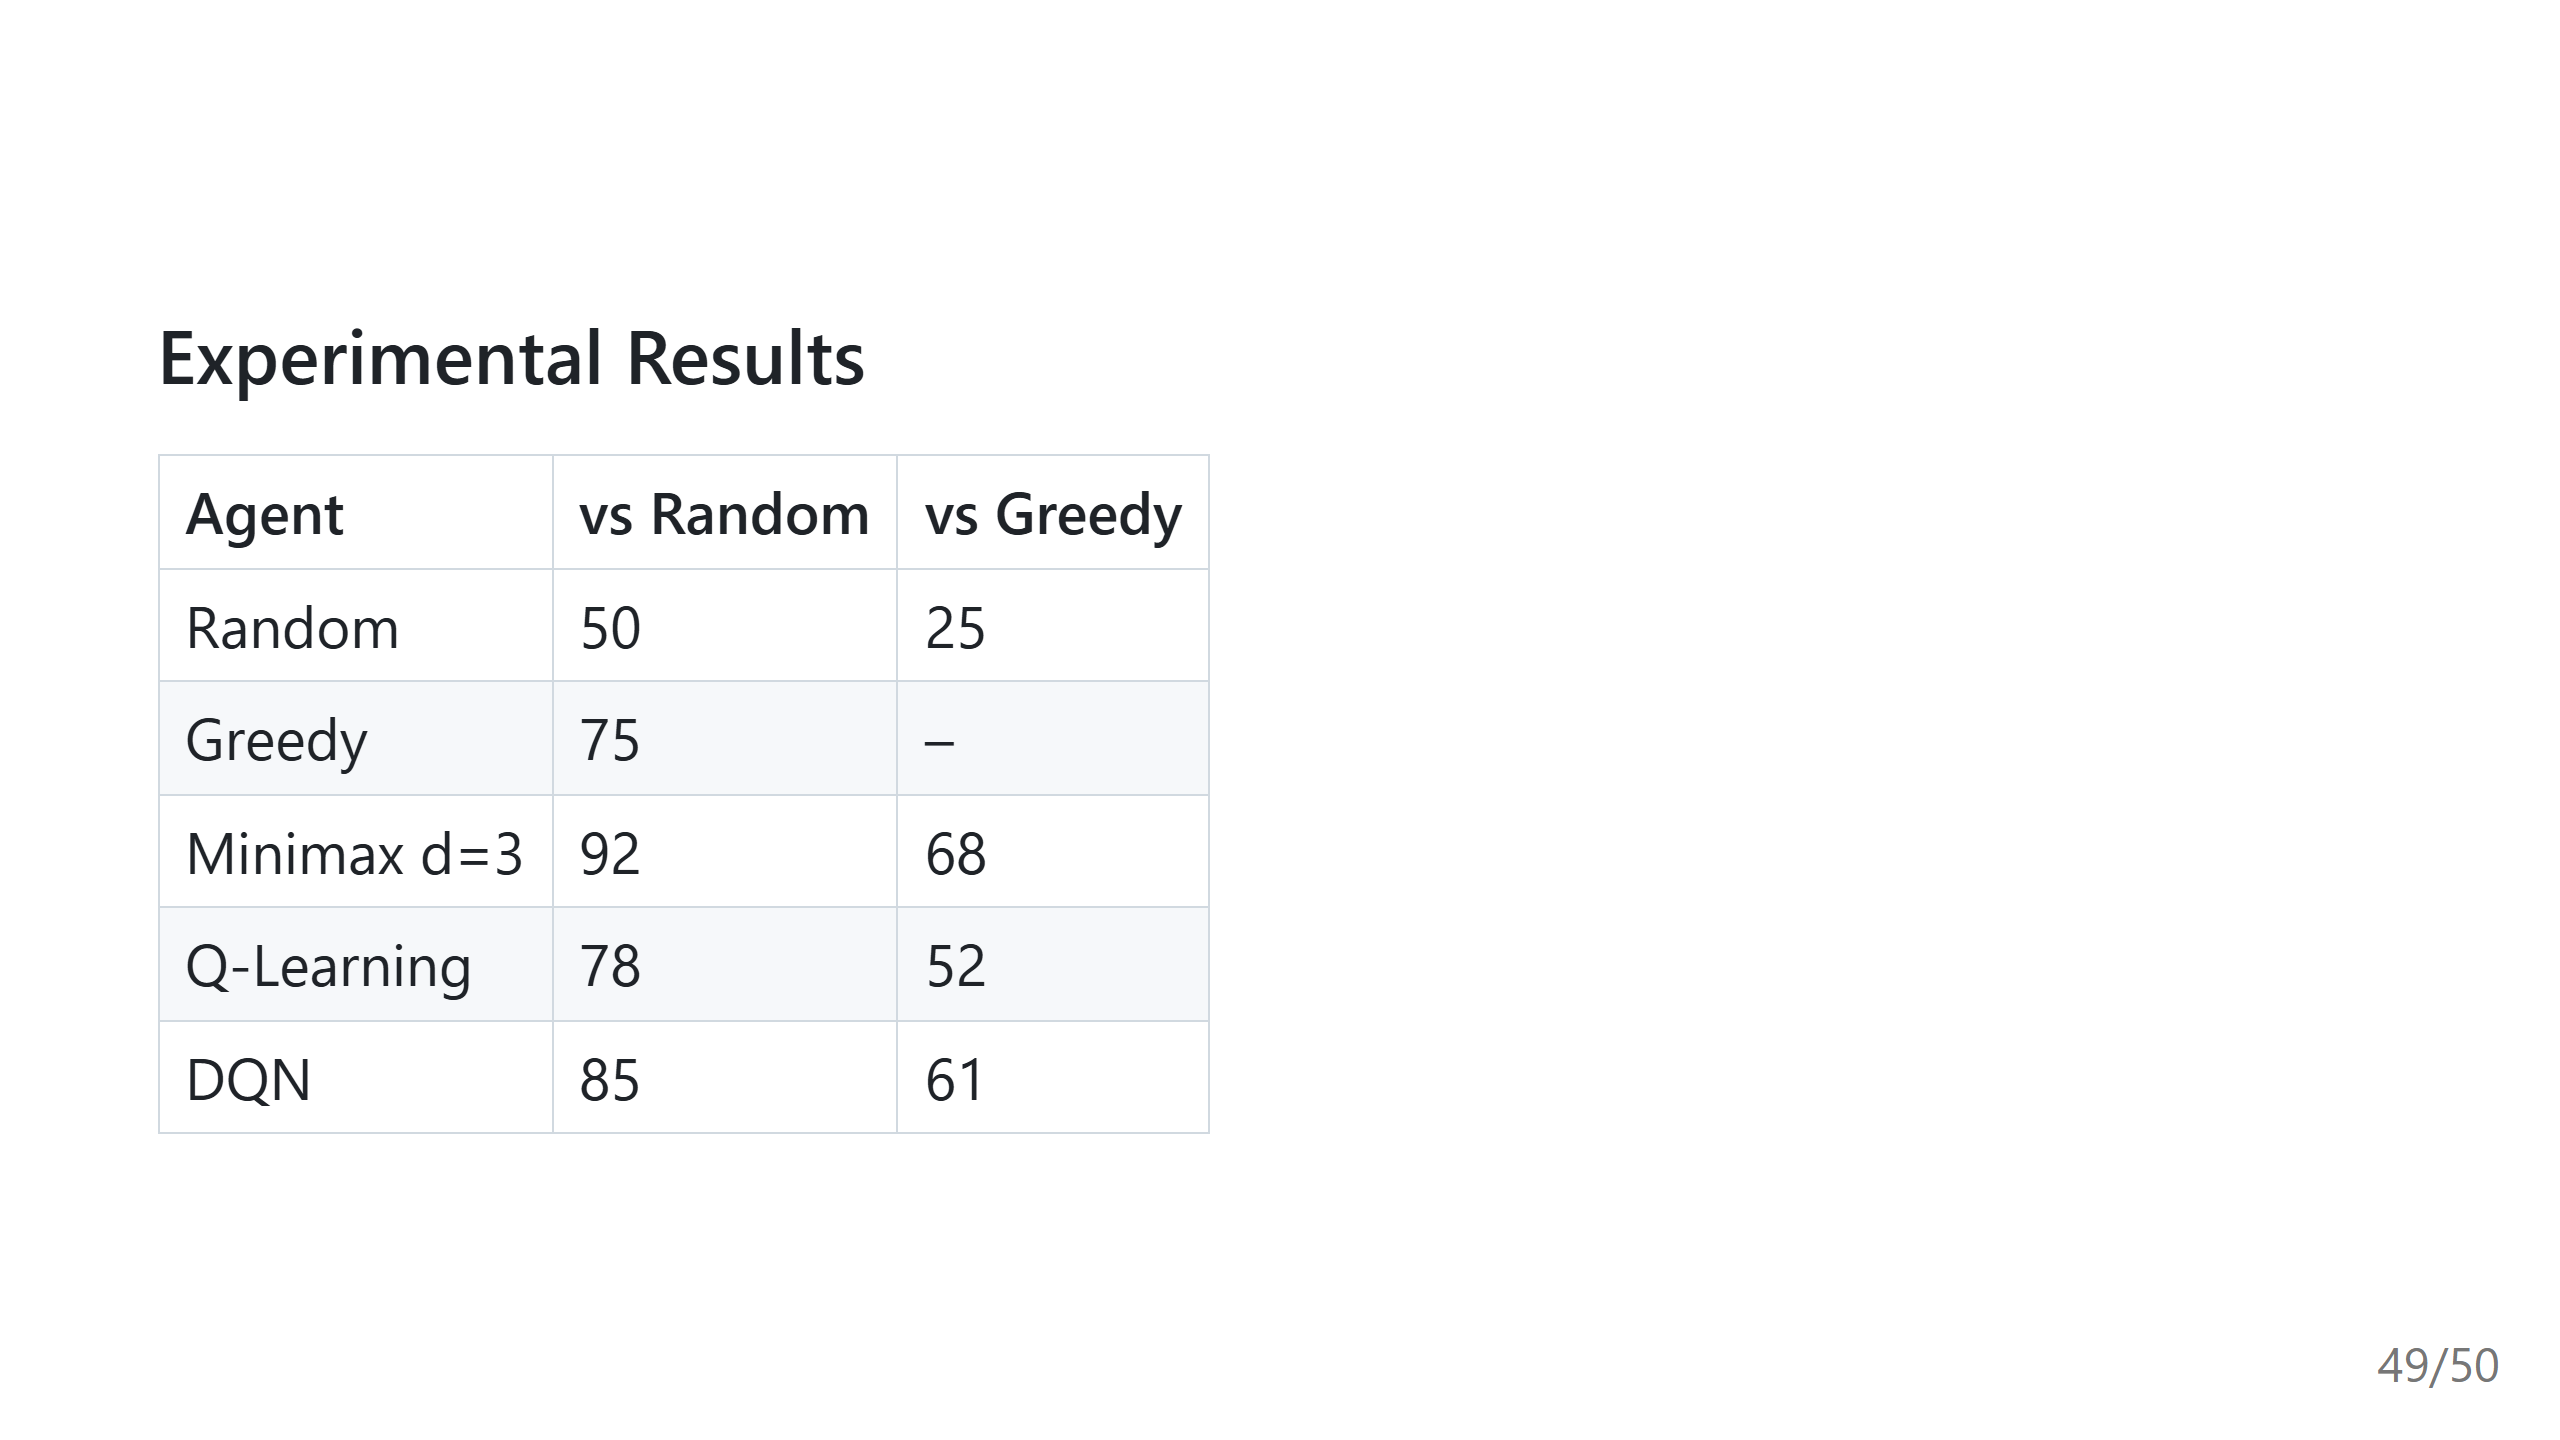 Experimental Results
Agent vs Random vs Greedy
Random 50 25
Greedy 75 –
Minimax d=3 92 68
Q-Learning 78 52
DQN 85 61
49/50